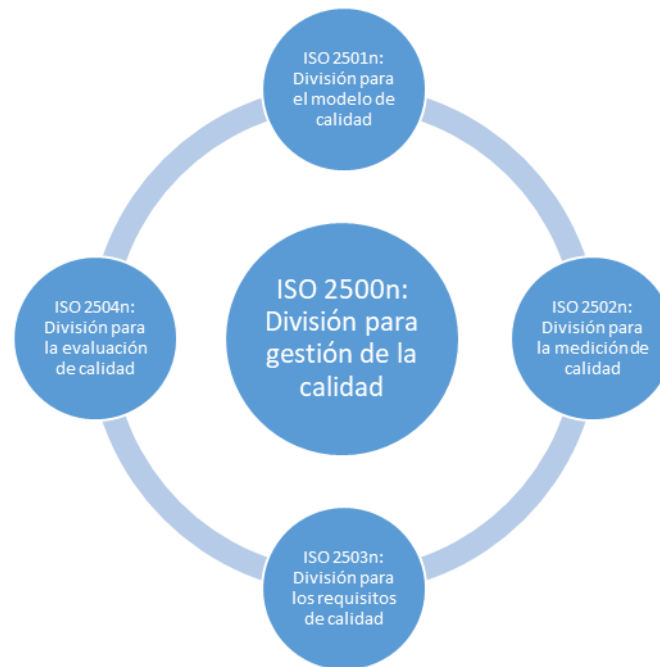 ISO 2501n:
División para
el modelo de
calidad
ISO 2504n:
División para
la evaluación
de calidad
ISO 2500n:
División para
gestión de la
calidad
ISO 2502n:
División para
la medición de
calidad
ISO 2503n:
División para
los requisitos
de calidad